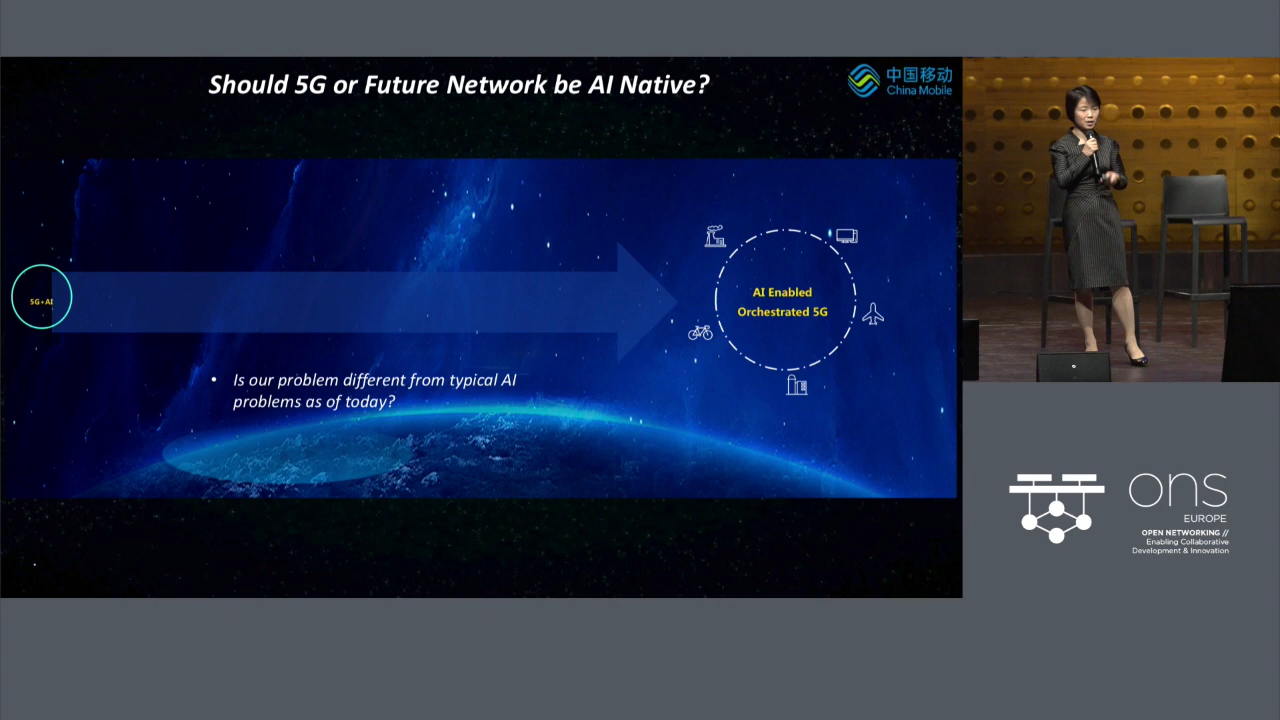 Should 5G or Future Network be AI Native?
中国移动
China Mobile
5G+AI
AI Enabled
Orchestrated 5G
• Is our problem different from typical AI
problems as of today?
ons
EUROPE
OPEN NETWORKING //
Enabling Collaborative
Development & Innovation